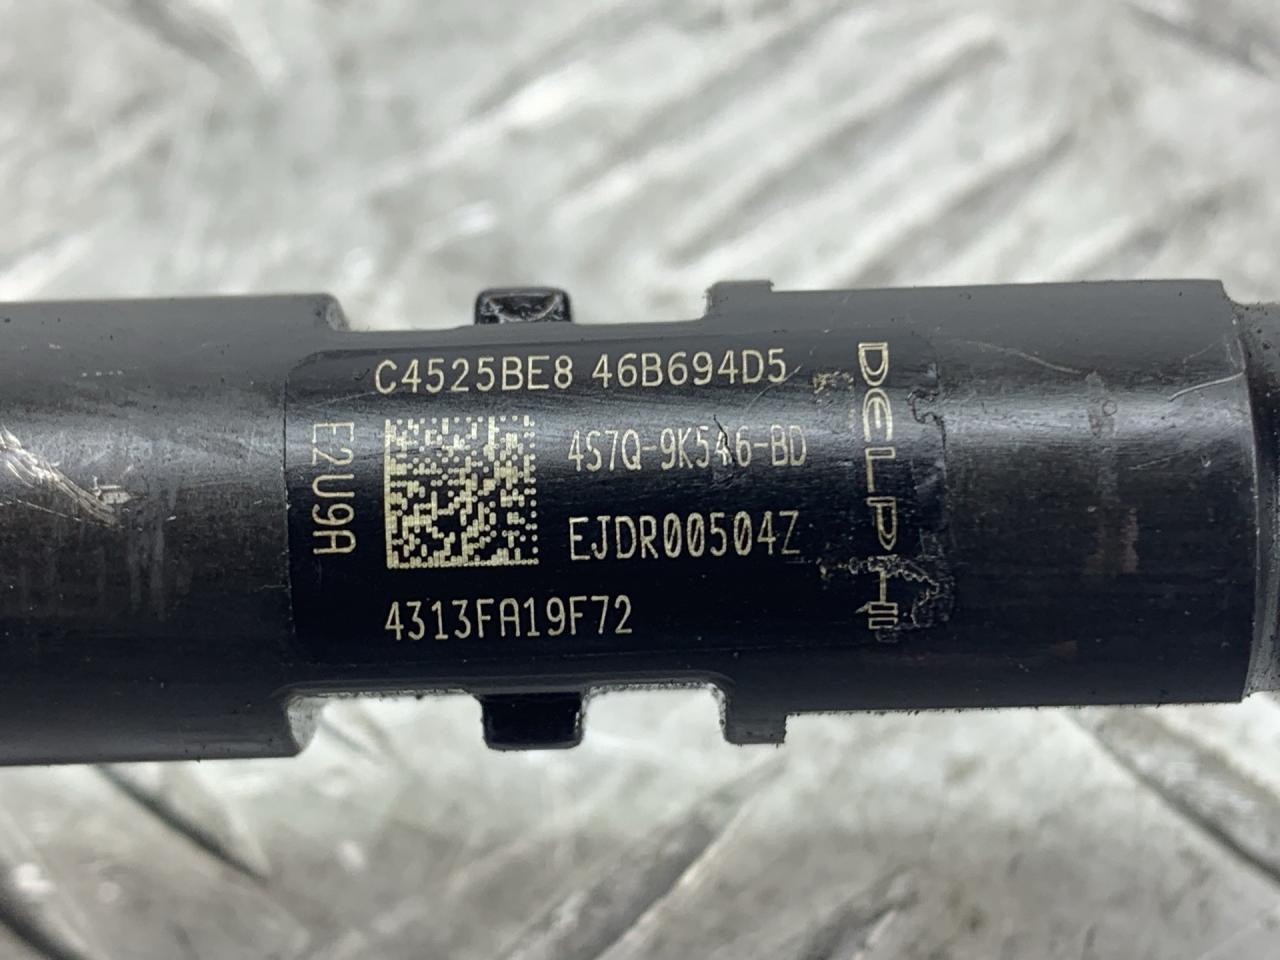 C4525BE8 46B694D5
E2U9A
4S7Q-9K546-BD
EJDR00504Z
4313FA19F72
DELPHI